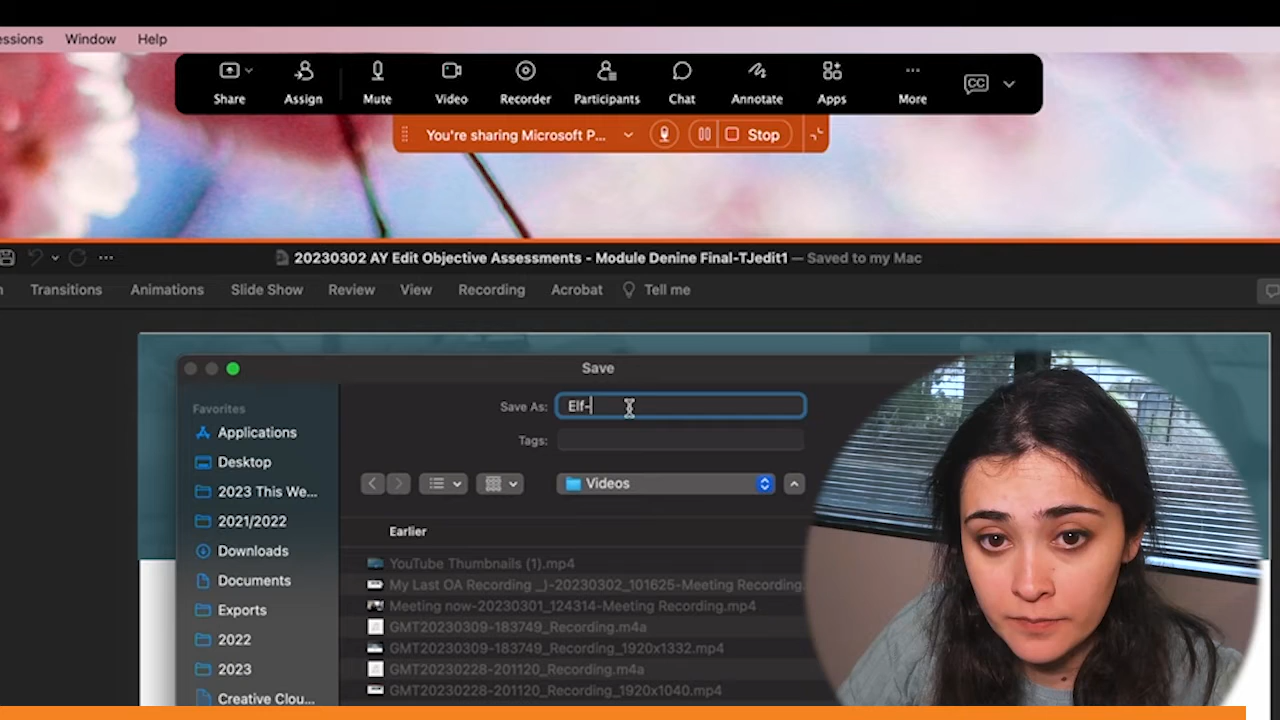 essions Window Help
Share Assign Mute Video Recorder Participants Chat Annotate Apps More CC
You're sharing Microsoft P... Stop
20230302 AY Edit Objective Assessments - Module Denine Final-TJedit1 — Saved to my Mac
Transitions Animations Slide Show Review View Recording Acrobat Tell me
Save
Favorites
Save As: Elf-
Applications
Tags:
Desktop
2023 This We...
Videos
2021/2022
Earlier
Downloads
YouTube Thumbnails (1).mp4
Documents
My Last OA Recording _)-20230302_101625-Meeting Recording
Exports
Meeting now-20230301_124314-Meeting Recording.mp4
GMT20230309-183749_Recording.m4a
2022
GMT20230309-183749_Recording_1920x1332.mp4
2023
GMT20230228-201120_Recording.m4a
Creative Clou...
GMT20230228-201120_Recording_1920x1040.mp4